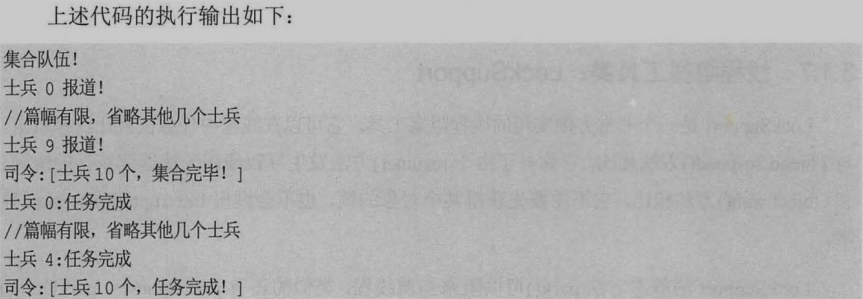 上述代码的执行输出如下：
集合队伍!
士兵 0 报道!
//篇幅有限，省略其他几个士兵
士兵 9 报道!
司令:[士兵 10 个，集合完毕! ]
士兵 0:任务完成
//篇幅有限，省略其他几个士兵
士兵 4:任务完成
司令:[士兵 10 个，任务完成! ]